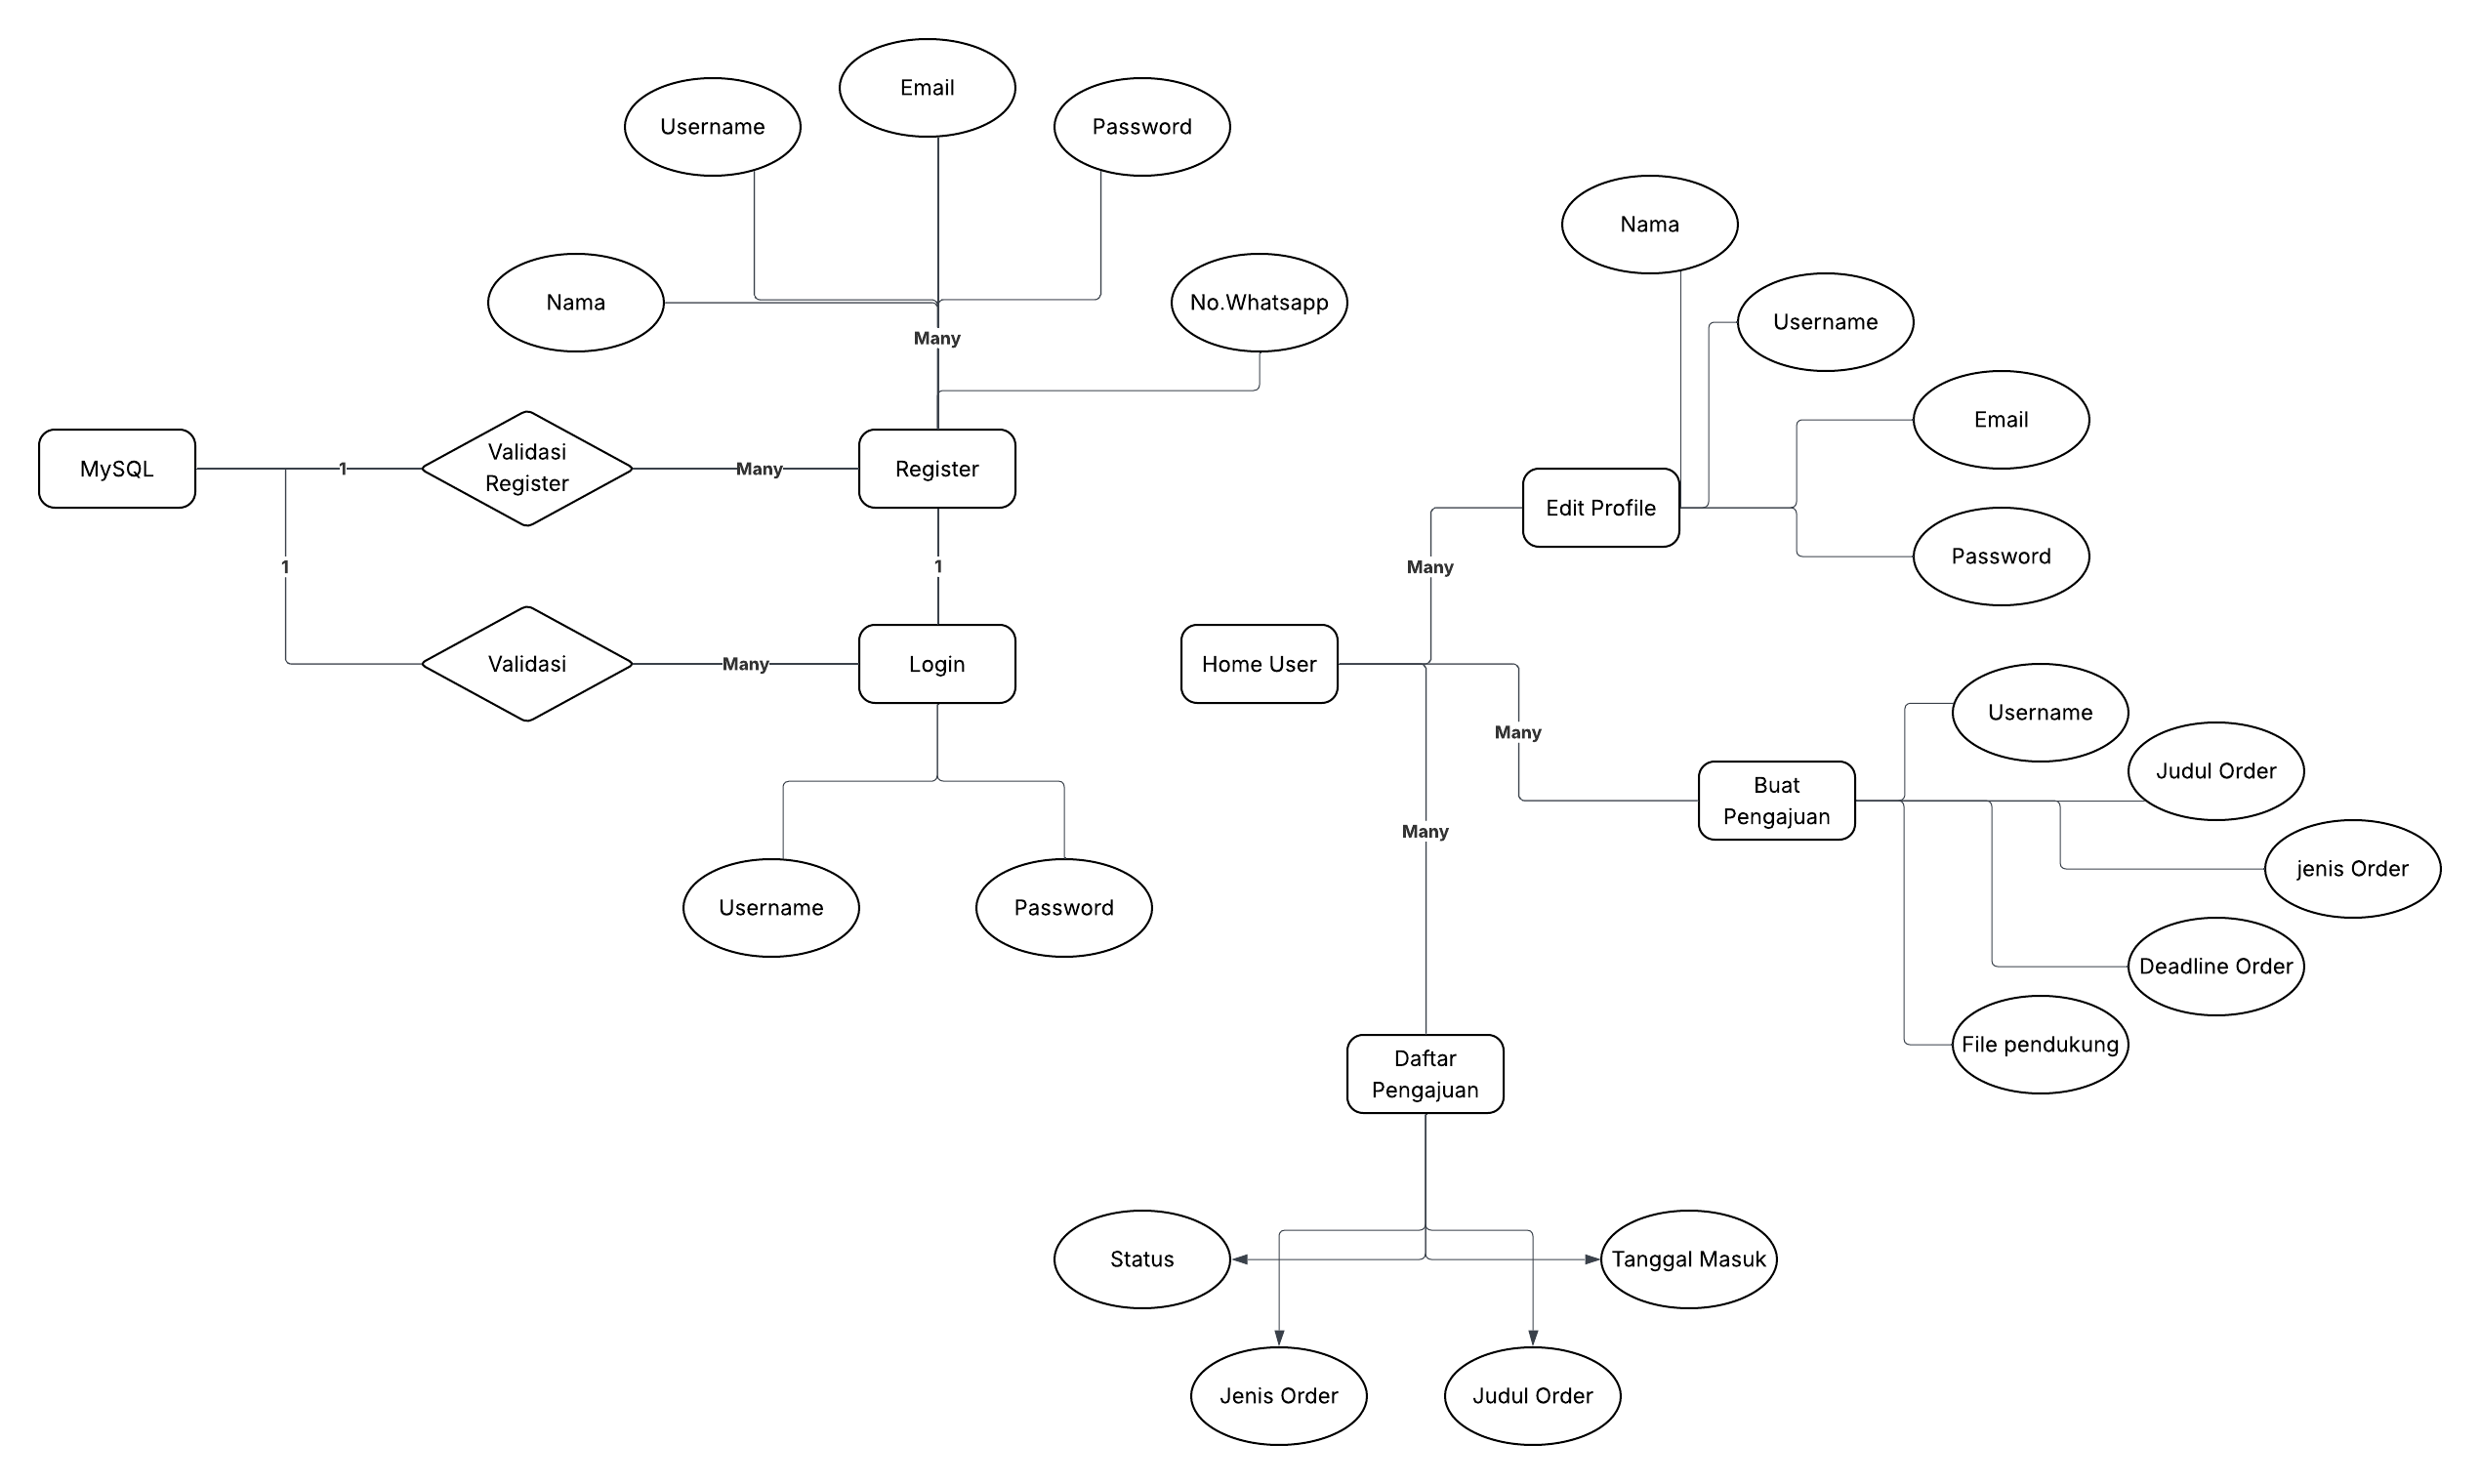 Email
Username
Password
Nama
Nama
No.Whatsapp
Username
Many
Email
MySQL
1
Validasi
Register
Many
Register
Edit Profile
Password
1
1
Many
Validasi
Many
Login
Home User
Username
Many
Judul Order
Buat
Pengajuan
Many
jenis Order
Username
Password
Deadline Order
File pendukung
Daftar
Pengajuan
Status
Tanggal Masuk
Jenis Order
Judul Order